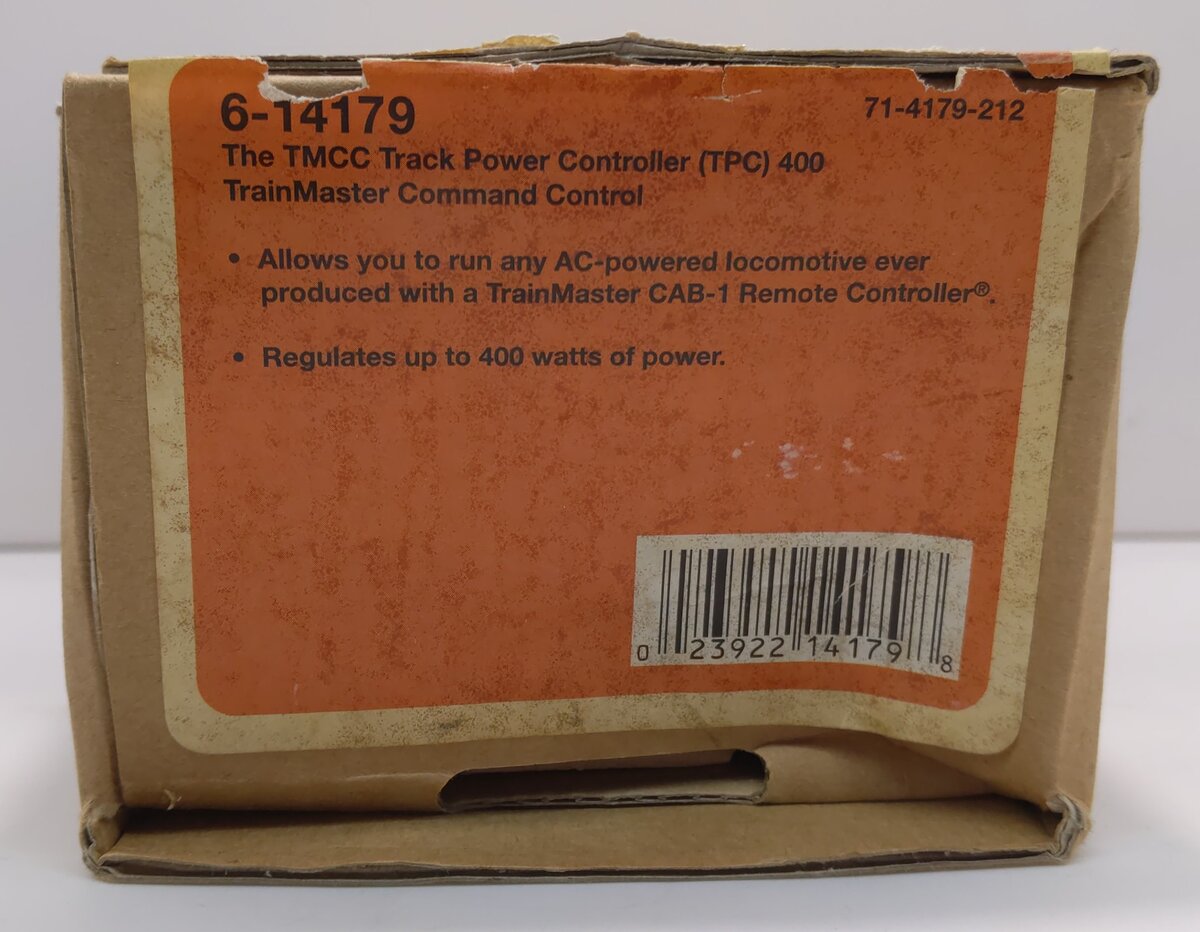 6-14179
71-4179-212
The TMCC Track Power Controller (TPC) 400
TrainMaster Command Control
• Allows you to run any AC-powered locomotive ever
produced with a TrainMaster CAB-1 Remote Controller®.
• Regulates up to 400 watts of power.
0 23922 14179 8